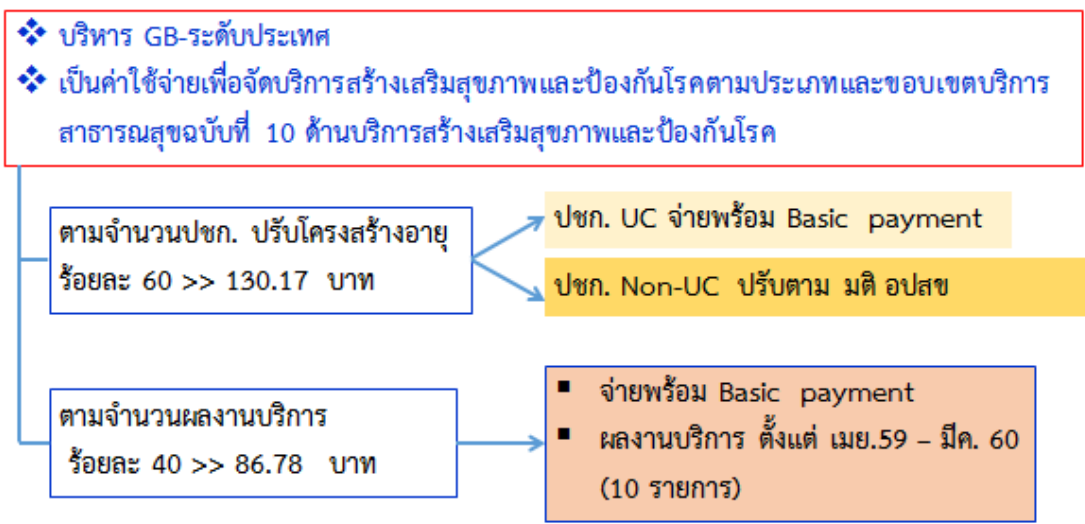 ❖ บริหาร GB-ระดับประเทศ
❖ เป็นค่าใช้จ่ายเพื่อจัดบริการสร้างเสริมสุขภาพและป้องกันโรคตามประเภทและขอบเขตบริการ
สาธารณสุขฉบับที่ 10 ด้านบริการสร้างเสริมสุขภาพและป้องกันโรค
ตามจำนวนปชก. ปรับโครงสร้างอายุ
ร้อยละ 60 >> 130.17 บาท
ปชก. UC จ่ายพร้อม Basic payment
ปชก. Non-UC ปรับตาม มติ อปสข
ตามจำนวนผลงานบริการ
ร้อยละ 40 >> 86.78 บาท
▪ จ่ายพร้อม Basic payment
▪ ผลงานบริการ ตั้งแต่ เมย.59 – มีค. 60
(10 รายการ)